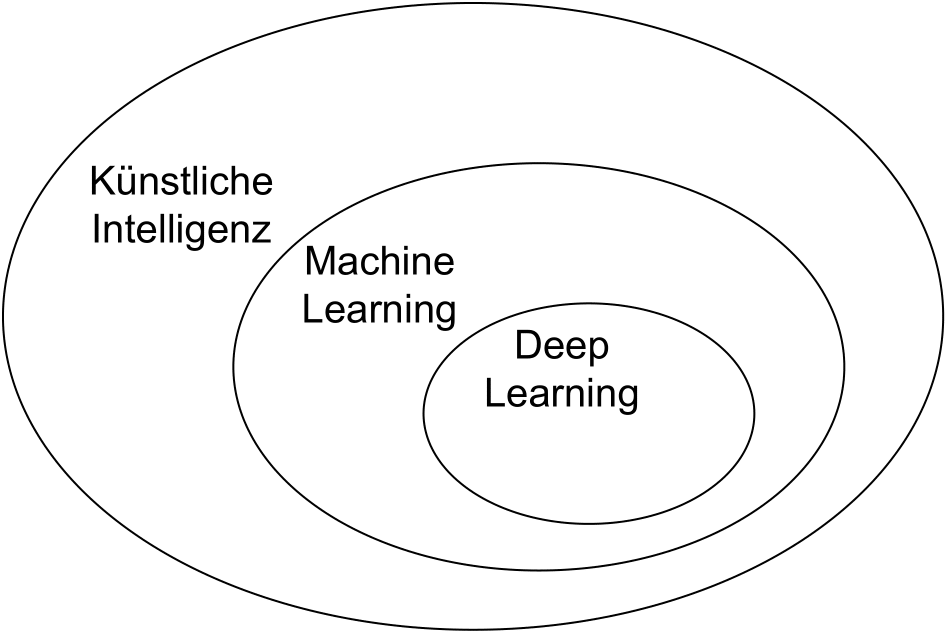 Künstliche
Intelligenz
Machine
Learning
Deep
Learning